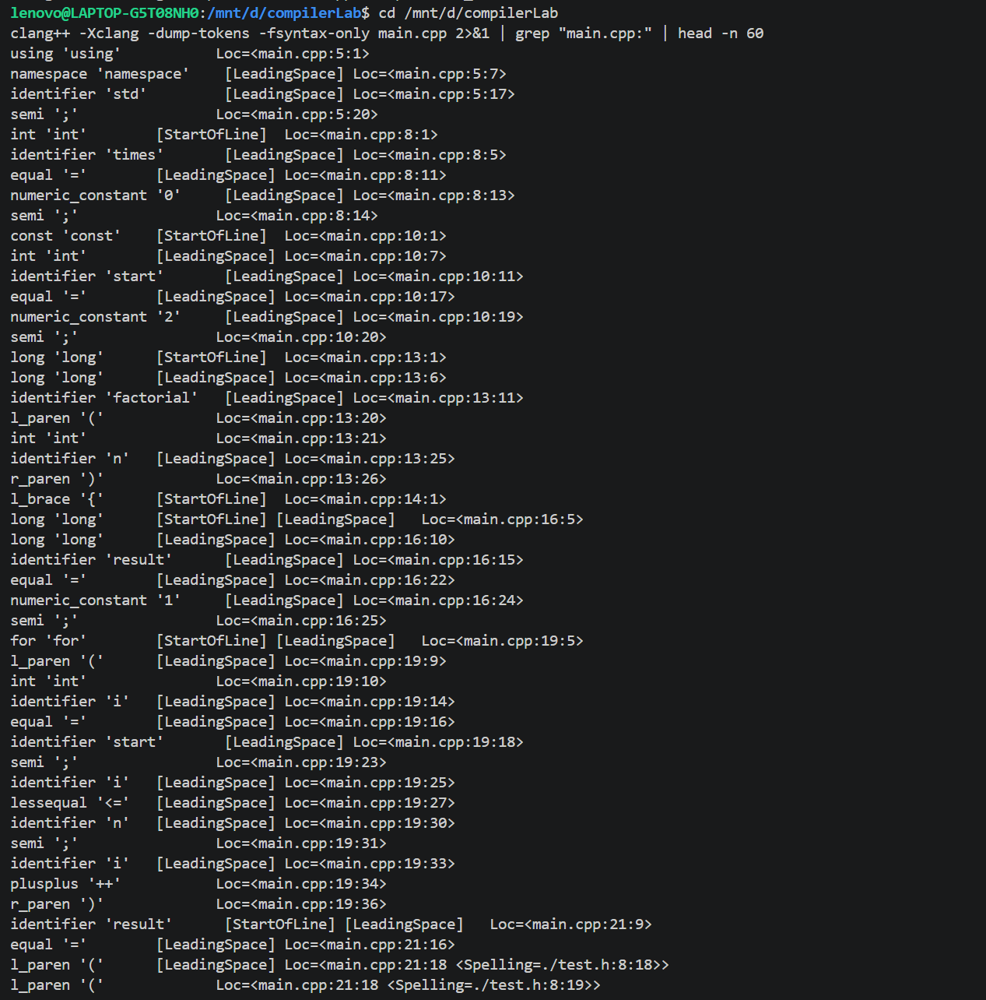 lenovo@LAPTOP-G5T08NH0:/mnt/d/compilerLab$ cd /mnt/d/compilerLab
clang++ -Xclang -dump-tokens -fsyntax-only main.cpp 2>&1 | grep "main.cpp:" | head -n 60
using 'using' Loc=<main.cpp:5:1>
namespace 'namespace' [LeadingSpace] Loc=<main.cpp:5:7>
identifier 'std' [LeadingSpace] Loc=<main.cpp:5:17>
semi ';' Loc=<main.cpp:5:20>
int 'int' [StartOfLine] Loc=<main.cpp:8:1>
identifier 'times' [LeadingSpace] Loc=<main.cpp:8:5>
equal '=' [LeadingSpace] Loc=<main.cpp:8:11>
numeric_constant '0' [LeadingSpace] Loc=<main.cpp:8:13>
semi ';' Loc=<main.cpp:8:14>
const 'const' [StartOfLine] Loc=<main.cpp:10:1>
int 'int' [LeadingSpace] Loc=<main.cpp:10:7>
identifier 'start' [LeadingSpace] Loc=<main.cpp:10:11>
equal '=' [LeadingSpace] Loc=<main.cpp:10:17>
numeric_constant '2' [LeadingSpace] Loc=<main.cpp:10:19>
semi ';' Loc=<main.cpp:10:20>
long 'long' [StartOfLine] Loc=<main.cpp:13:1>
long 'long' [LeadingSpace] Loc=<main.cpp:13:6>
identifier 'factorial' [LeadingSpace] Loc=<main.cpp:13:11>
l_paren '(' Loc=<main.cpp:13:20>
int 'int' Loc=<main.cpp:13:21>
identifier 'n' [LeadingSpace] Loc=<main.cpp:13:25>
r_paren ')' Loc=<main.cpp:13:26>
l_brace '{' [StartOfLine] Loc=<main.cpp:14:1>
long 'long' [StartOfLine] [LeadingSpace] Loc=<main.cpp:16:5>
long 'long' [LeadingSpace] Loc=<main.cpp:16:10>
identifier 'result' [LeadingSpace] Loc=<main.cpp:16:15>
equal '=' [LeadingSpace] Loc=<main.cpp:16:22>
numeric_constant '1' [LeadingSpace] Loc=<main.cpp:16:24>
semi ';' Loc=<main.cpp:16:25>
for 'for' [StartOfLine] [LeadingSpace] Loc=<main.cpp:19:5>
l_paren '(' [LeadingSpace] Loc=<main.cpp:19:9>
int 'int' Loc=<main.cpp:19:10>
identifier 'i' [LeadingSpace] Loc=<main.cpp:19:14>
equal '=' [LeadingSpace] Loc=<main.cpp:19:16>
identifier 'start' [LeadingSpace] Loc=<main.cpp:19:18>
semi ';' Loc=<main.cpp:19:23>
identifier 'i' [LeadingSpace] Loc=<main.cpp:19:25>
lessequal '<=' [LeadingSpace] Loc=<main.cpp:19:27>
identifier 'n' [LeadingSpace] Loc=<main.cpp:19:30>
semi ';' Loc=<main.cpp:19:31>
identifier 'i' [LeadingSpace] Loc=<main.cpp:19:33>
plusplus '++' Loc=<main.cpp:19:34>
r_paren ')' Loc=<main.cpp:19:36>
identifier 'result' [StartOfLine] [LeadingSpace] Loc=<main.cpp:21:9>
equal '=' [LeadingSpace] Loc=<main.cpp:21:16>
l_paren '(' [LeadingSpace] Loc=<main.cpp:21:18 <Spelling=./test.h:8:18>>
l_paren '(' Loc=<main.cpp:21:18 <Spelling=./test.h:8:19>>